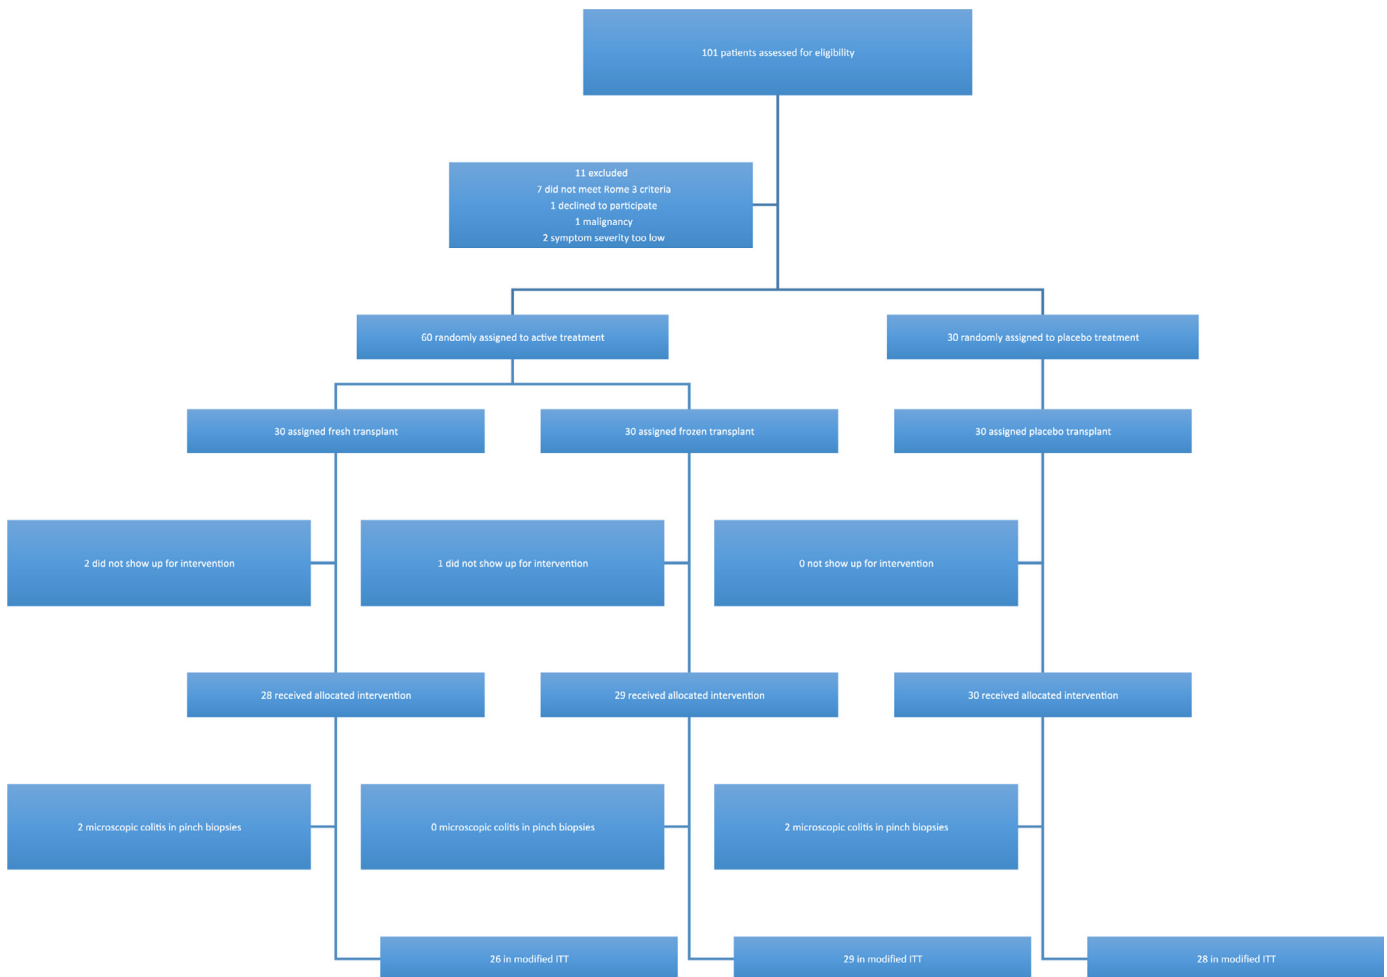 101 patients assessed for eligibility
11 excluded
7 did not meet Rome 3 criteria
1 declined to participate
1 malignancy
2 symptom severity too low
60 randomly assigned to active treatment
30 randomly assigned to placebo treatment
30 assigned fresh transplant
30 assigned frozen transplant
30 assigned placebo transplant
2 did not show up for intervention
1 did not show up for intervention
0 not show up for intervention
28 received allocated intervention
29 received allocated intervention
30 received allocated intervention
2 microscopic colitis in pinch biopsies
0 microscopic colitis in pinch biopsies
2 microscopic colitis in pinch biopsies
26 in modified ITT
29 in modified ITT
28 in modified ITT